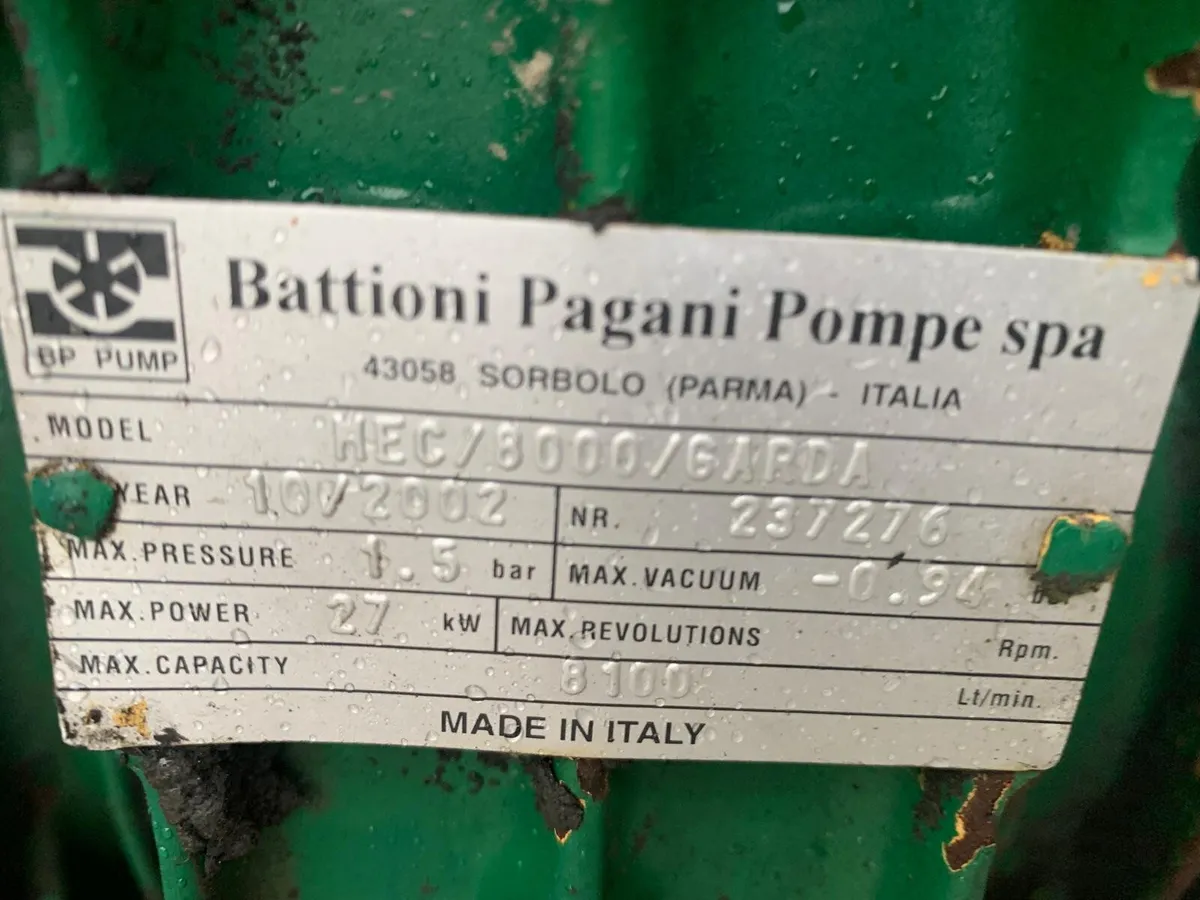 BP PUMP
Battioni Pagani Pompe spa
43058 SORBOLO (PARMA) - ITALIA
MODEL MEC/8000/GARDA
YEAR 10/2002 NR. 237276
MAX.PRESSURE 1.5 bar MAX.VACUUM -0.94 bar
MAX.POWER 27 kW MAX.REVOLUTIONS Rpm.
MAX.CAPACITY 8100 Lt/min.
MADE IN ITALY